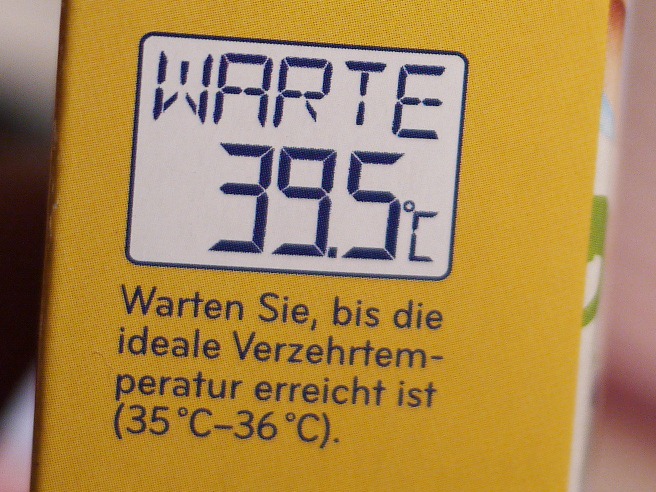 WARTE
39.5°C
Warten Sie, bis die
ideale Verzehrtem-
peratur erreicht ist
(35 °C–36 °C).